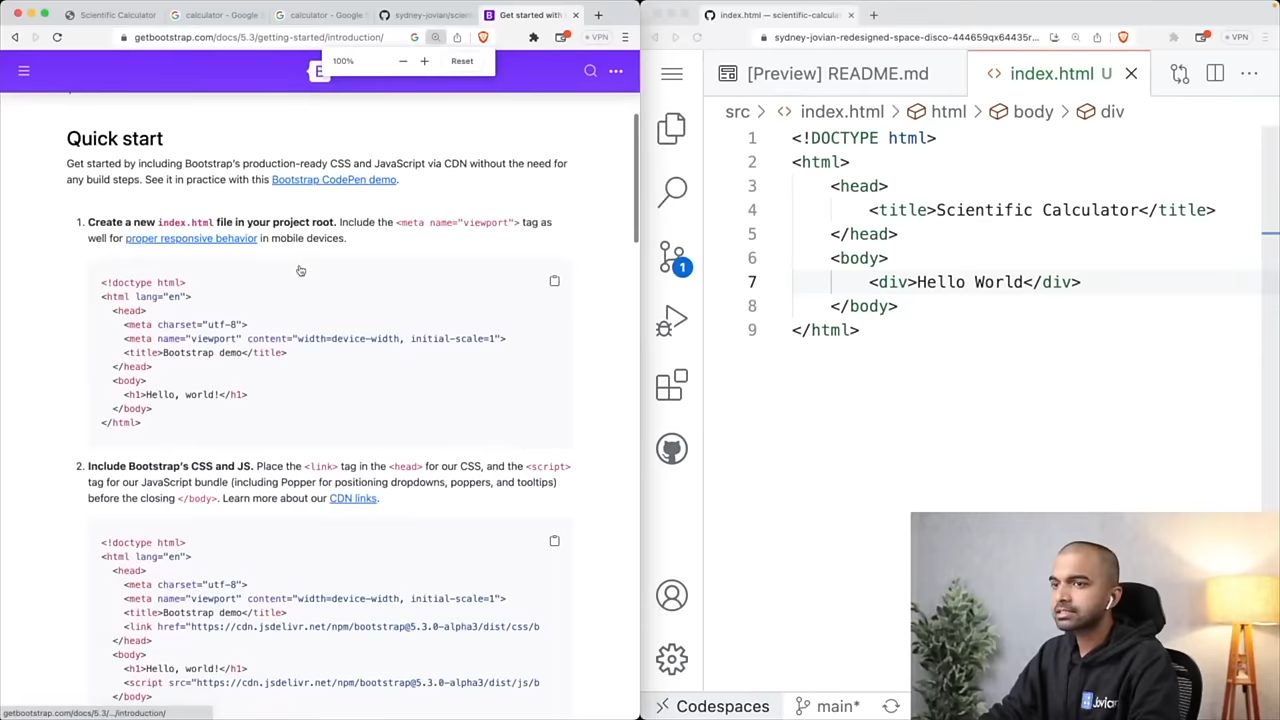 Scientific Calculator
calculator - Google
calculator - Google
sydney-jovian/scien
Get started with
getbootstrap.com/docs/5.3/getting-started/introduction/
VPN
100%
Reset
Quick start
Get started by including Bootstrap's production-ready CSS and JavaScript via CDN without the need for
any build steps. See it in practice with this Bootstrap CodePen demo.
1. Create a new index.html file in your project root. Include the <meta name="viewport"> tag as
well for proper responsive behavior in mobile devices.
<!doctype html>
<html lang="en">
<head>
<meta charset="utf-8">
<meta name="viewport" content="width=device-width, initial-scale=1">
<title>Bootstrap demo</title>
</head>
<body>
<h1>Hello, world!</h1>
</body>
</html>
2. Include Bootstrap's CSS and JS. Place the <link> tag in the <head> for our CSS, and the <script>
tag for our JavaScript bundle (including Popper for positioning dropdowns, poppers, and tooltips)
before the closing </body>. Learn more about our CDN links.
<!doctype html>
<html lang="en">
<head>
<meta charset="utf-8">
<meta name="viewport" content="width=device-width, initial-scale=1">
<title>Bootstrap demo</title>
<link href="https://cdn.jsdelivr.net/npm/bootstrap@5.3.0-alpha3/dist/css/b
</head>
<body>
<h1>Hello, world!</h1>
<script src="https://cdn.jsdelivr.net/npm/bootstrap@5.3.0-alpha3/dist/js/b
</body>
getbootstrap.com/docs/5.3/.../introduction/
index.html — scientific-calcula
sydney-jovian-redesigned-space-disco-444659qx64435r...
VPN
[Preview] README.md
index.html U
src > index.html > html > body > div
1 <!DOCTYPE html>
2 <html>
3 <head>
4 <title>Scientific Calculator</title>
5 </head>
6 <body>
7 <div>Hello World</div>
8 </body>
9 </html>
1
Codespaces
main*
Jovian